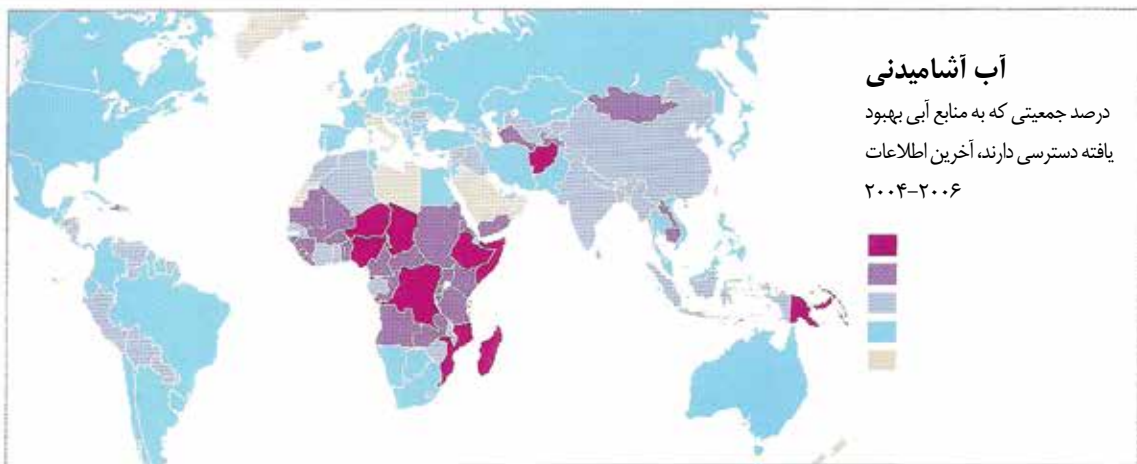 آب آشامیدنی
درصد جمعیتی که به منابع آبی بهبود
یافته دسترسی دارند، آخرین اطلاعات
۲۰۰۴-۲۰۰۶